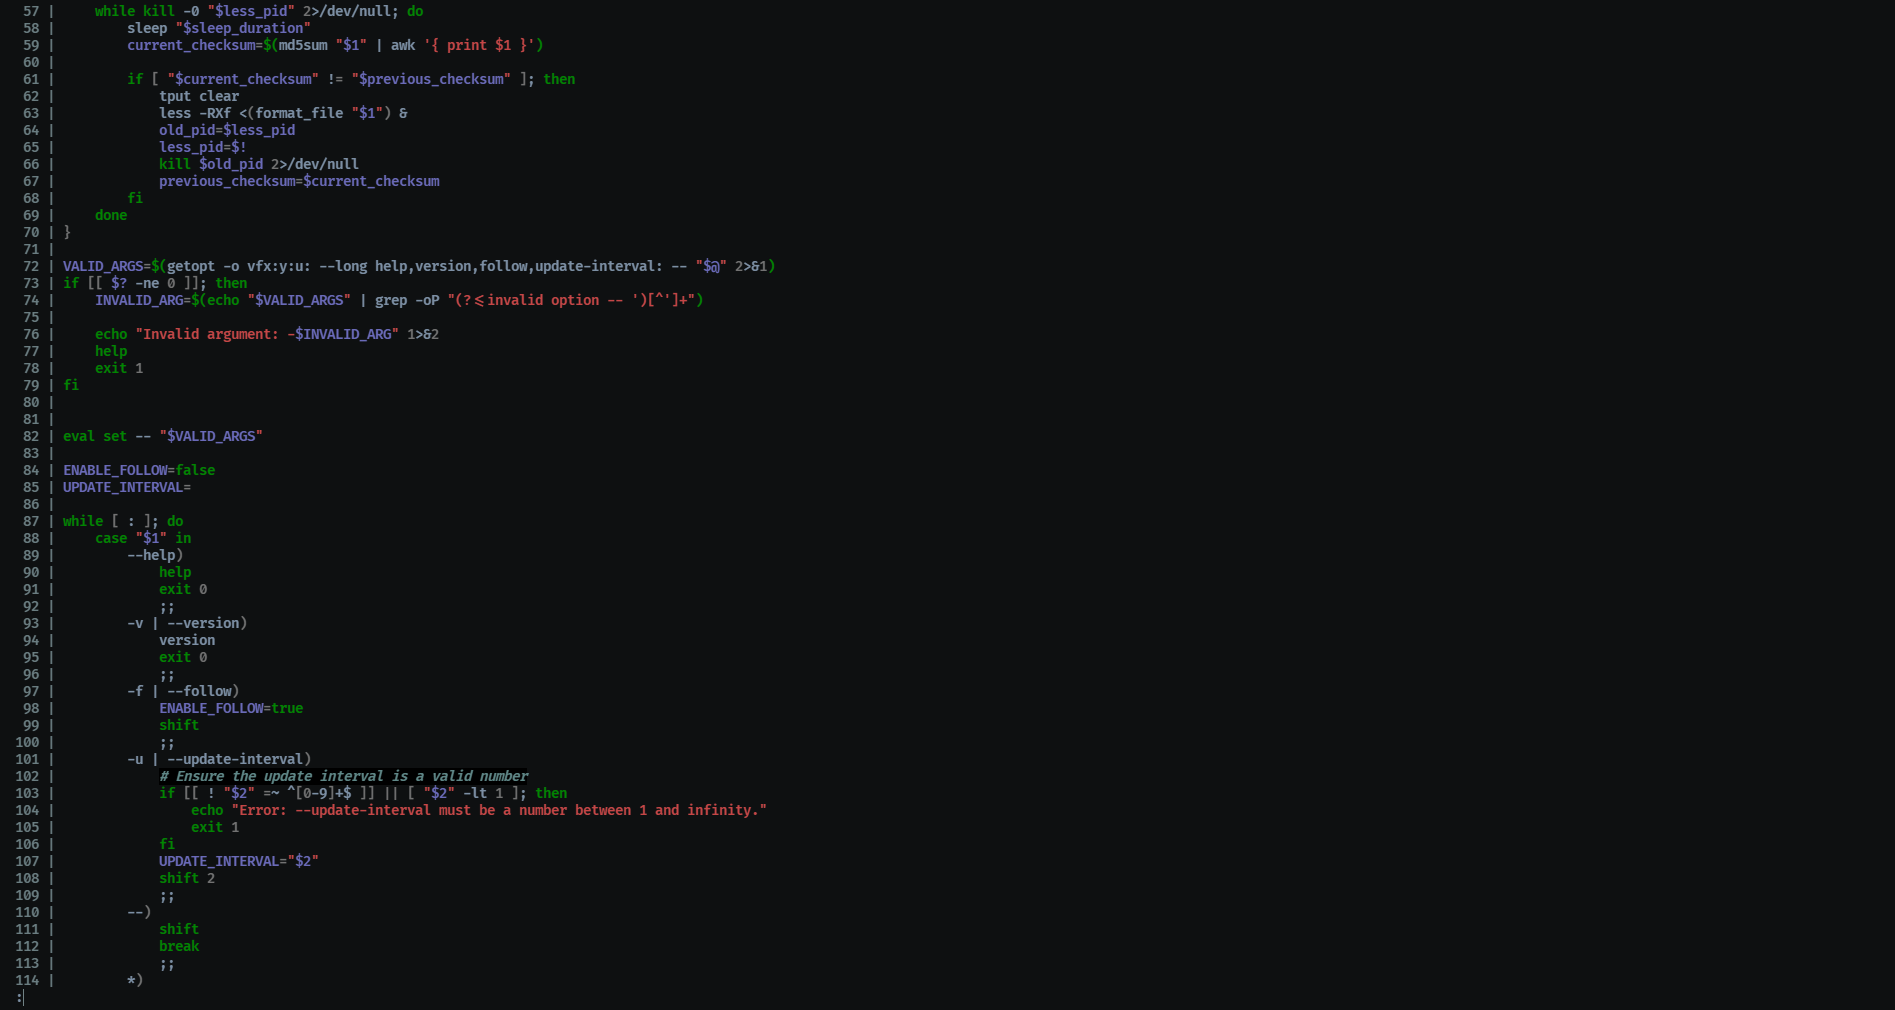 57 |     while kill -0 "$less_pid" 2>/dev/null; do
58 |         sleep "$sleep_duration"
59 |         current_checksum=$(md5sum "$1" | awk '{ print $1 }')
60 |
61 |         if [ "$current_checksum" != "$previous_checksum" ]; then
62 |             tput clear
63 |             less -RXf <(format_file "$1") &
64 |             old_pid=$less_pid
65 |             less_pid=$!
66 |             kill $old_pid 2>/dev/null
67 |             previous_checksum=$current_checksum
68 |         fi
69 |     done
70 | }
71 |
72 | VALID_ARGS=$(getopt -o vfx:y:u: --long help,version,follow,update-interval: -- "$@" 2>&1)
73 | if [[ $? -ne 0 ]]; then
74 |     INVALID_ARG=$(echo "$VALID_ARGS" | grep -oP "(?<=invalid option -- ')[^']+")
75 |
76 |     echo "Invalid argument: -$INVALID_ARG" 1>&2
77 |     help
78 |     exit 1
79 | fi
80 |
81 |
82 | eval set -- "$VALID_ARGS"
83 |
84 | ENABLE_FOLLOW=false
85 | UPDATE_INTERVAL=
86 |
87 | while [ : ]; do
88 |     case "$1" in
89 |         --help)
90 |             help
91 |             exit 0
92 |             ;;
93 |         -v | --version)
94 |             version
95 |             exit 0
96 |             ;;
97 |         -f | --follow)
98 |             ENABLE_FOLLOW=true
99 |             shift
100 |             ;;
101 |         -u | --update-interval)
102 |             # Ensure the update interval is a valid number
103 |             if [[ ! "$2" =~ ^[0-9]+$ ]] || [ "$2" -lt 1 ]; then
104 |                 echo "Error: --update-interval must be a number between 1 and infinity."
105 |                 exit 1
106 |             fi
107 |             UPDATE_INTERVAL="$2"
108 |             shift 2
109 |             ;;
110 |         --)
111 |             shift
112 |             break
113 |             ;;
114 |         *)
: